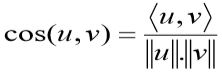 cos(u,v) = ⟨u,v⟩ / ‖u‖.‖v‖